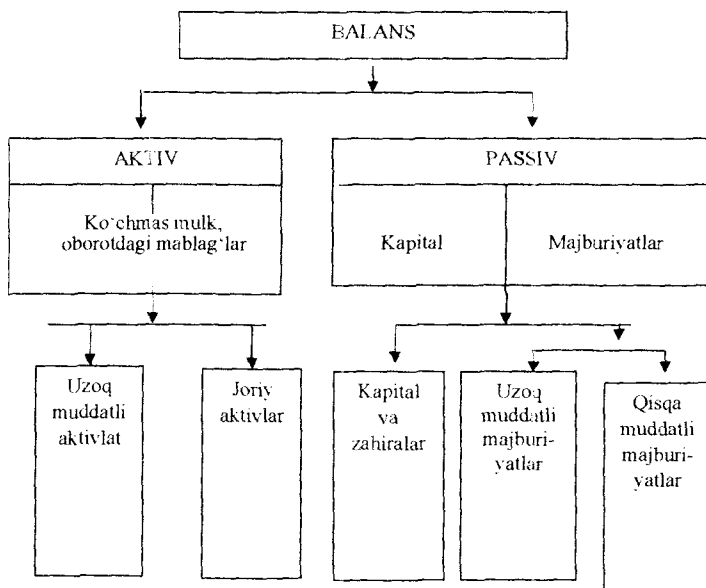 BALANS
AKTIV
PASSIV
Ko‘chmas mulk,
oborotdagi mablag‘lar
Kapital
Majburiyatlar
Uzoq
muddatli
aktivlat
Joriy
aktivlar
Kapital
va
zahiralar
Uzoq
muddatli
majburi-
yatlar
Qisqa
muddatli
majburi-
yatlar